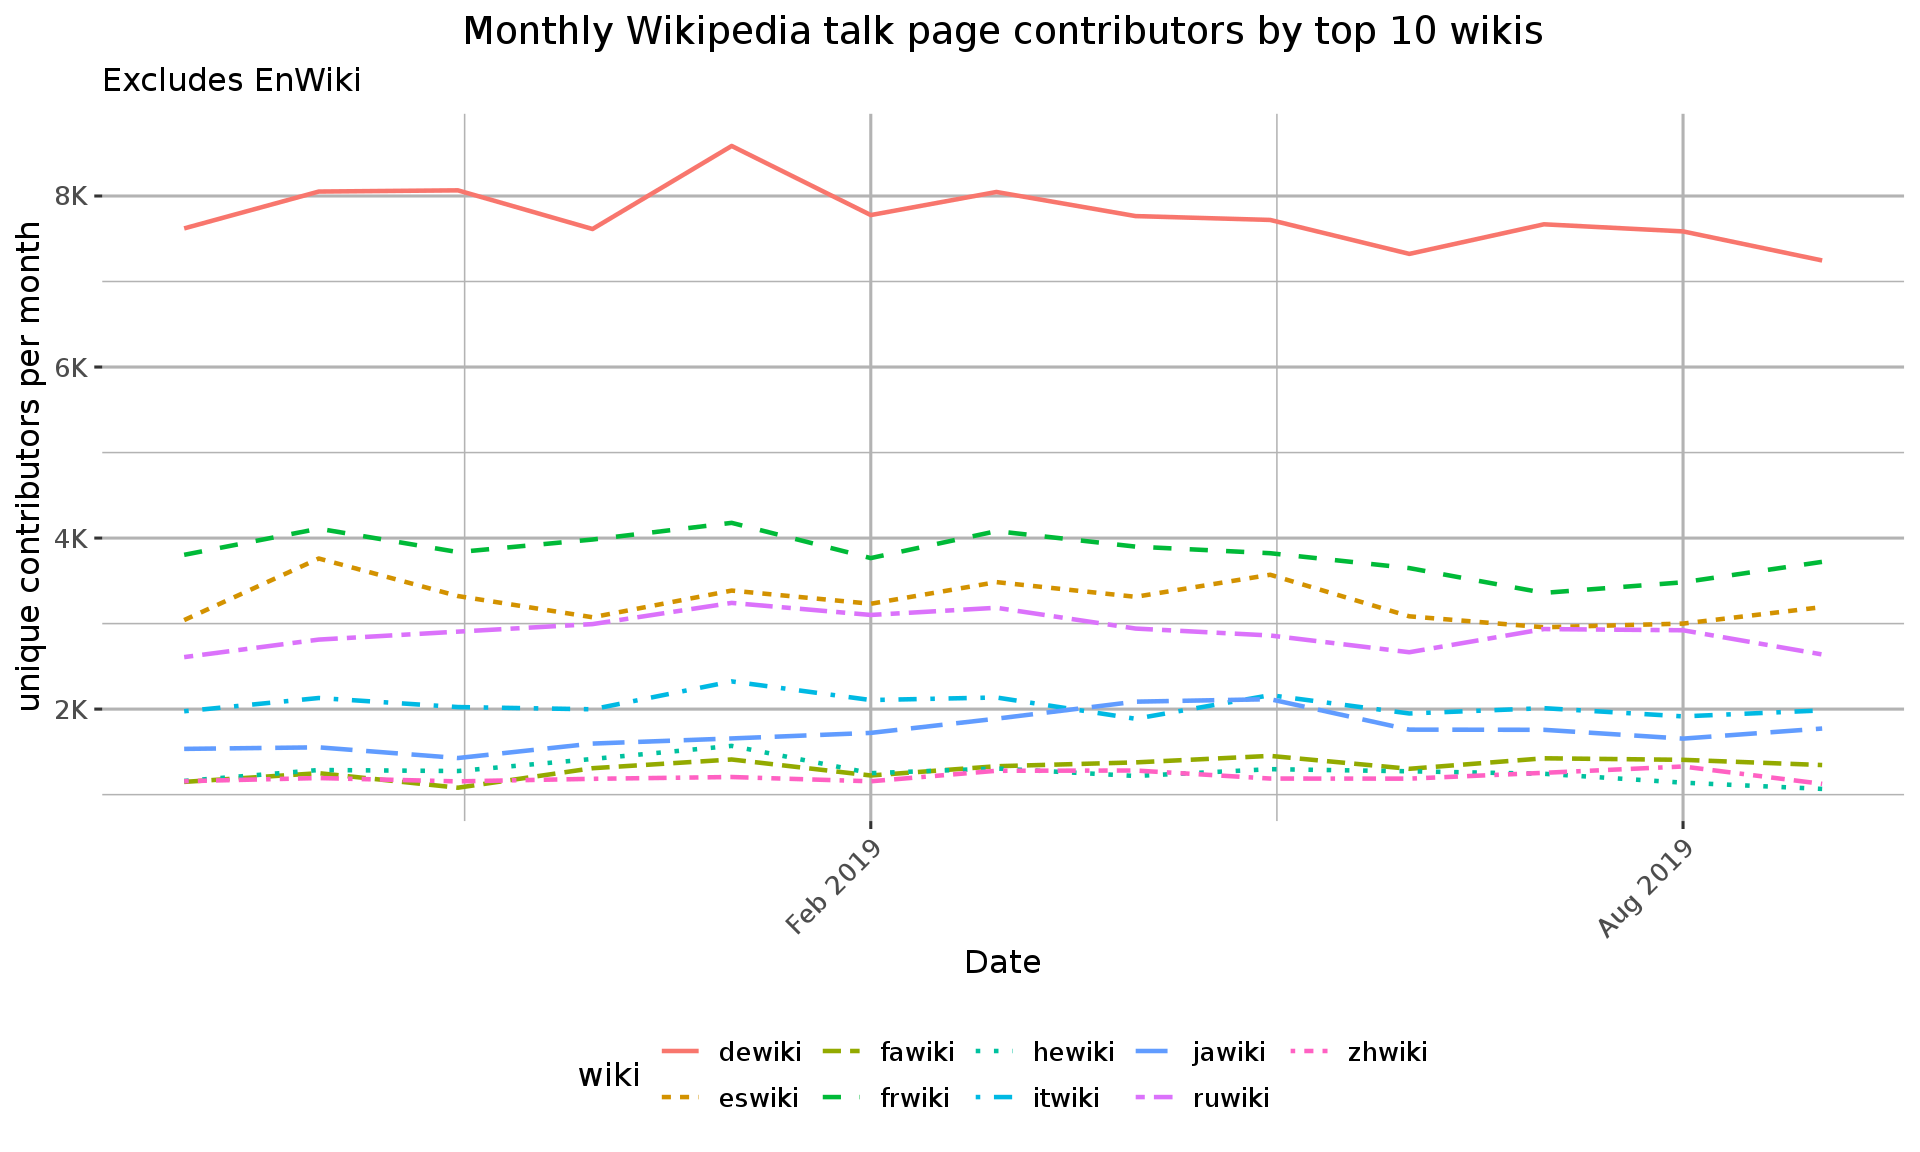 Monthly Wikipedia talk page contributors by top 10 wikis
Excludes EnWiki
unique contributors per month
8K
6K
4K
2K
Feb 2019
Aug 2019
Date
wiki
dewiki
fawiki
hewiki
jawiki
zhwiki
eswiki
frwiki
itwiki
ruwiki